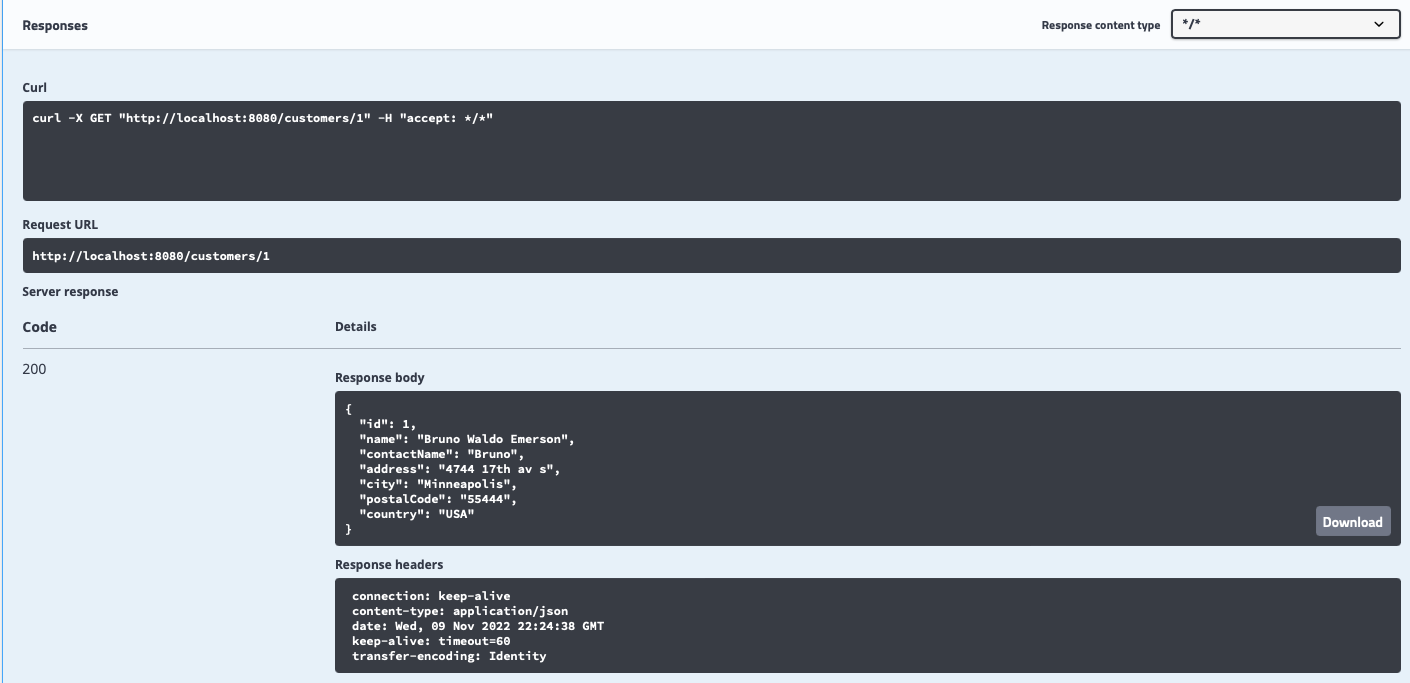 Responses
Response content type
*/*
Curl
curl -X GET "http://localhost:8080/customers/1" -H "accept: */*"
Request URL
http://localhost:8080/customers/1
Server response
Code Details
200
Response body
{
  "id": 1,
  "name": "Bruno Waldo Emerson",
  "contactName": "Bruno",
  "address": "4744 17th av s",
  "city": "Minneapolis",
  "postalCode": "55444",
  "country": "USA"
}
Download
Response headers
connection: keep-alive
content-type: application/json
date: Wed, 09 Nov 2022 22:24:38 GMT
keep-alive: timeout=60
transfer-encoding: Identity